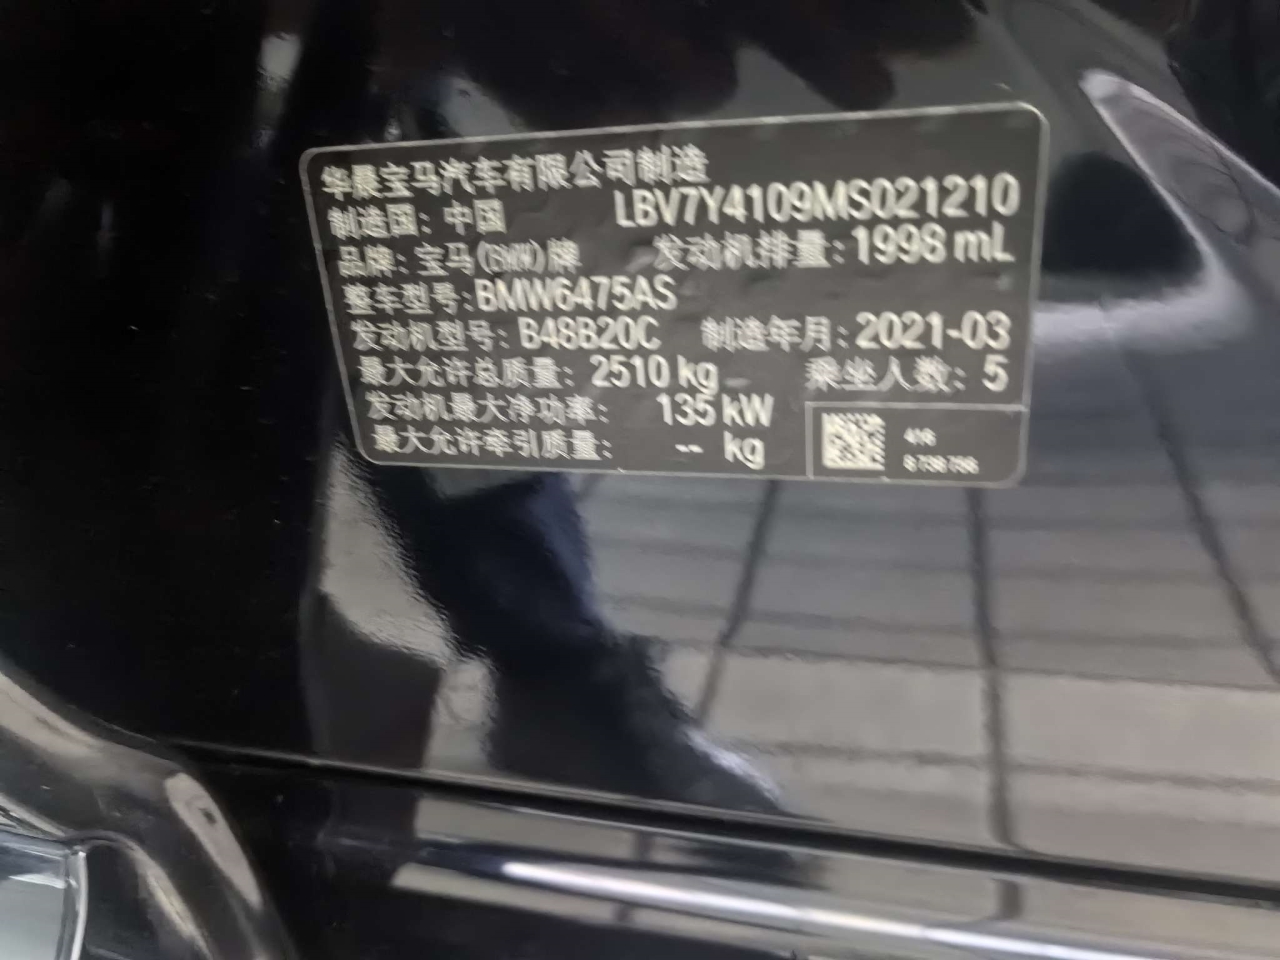 华晨宝马汽车有限公司制造
制造国：中国 LBV7Y4109MS021210
品牌：宝马(BMW)牌 发动机排量：1998 mL
整车型号：BMW6475AS
发动机型号：B48B20C 制造年月：2021-03
最大允许总质量：2510 kg 乘坐人数：5
发动机最大净功率：135 kW
最大允许牵引质量：-- kg
416